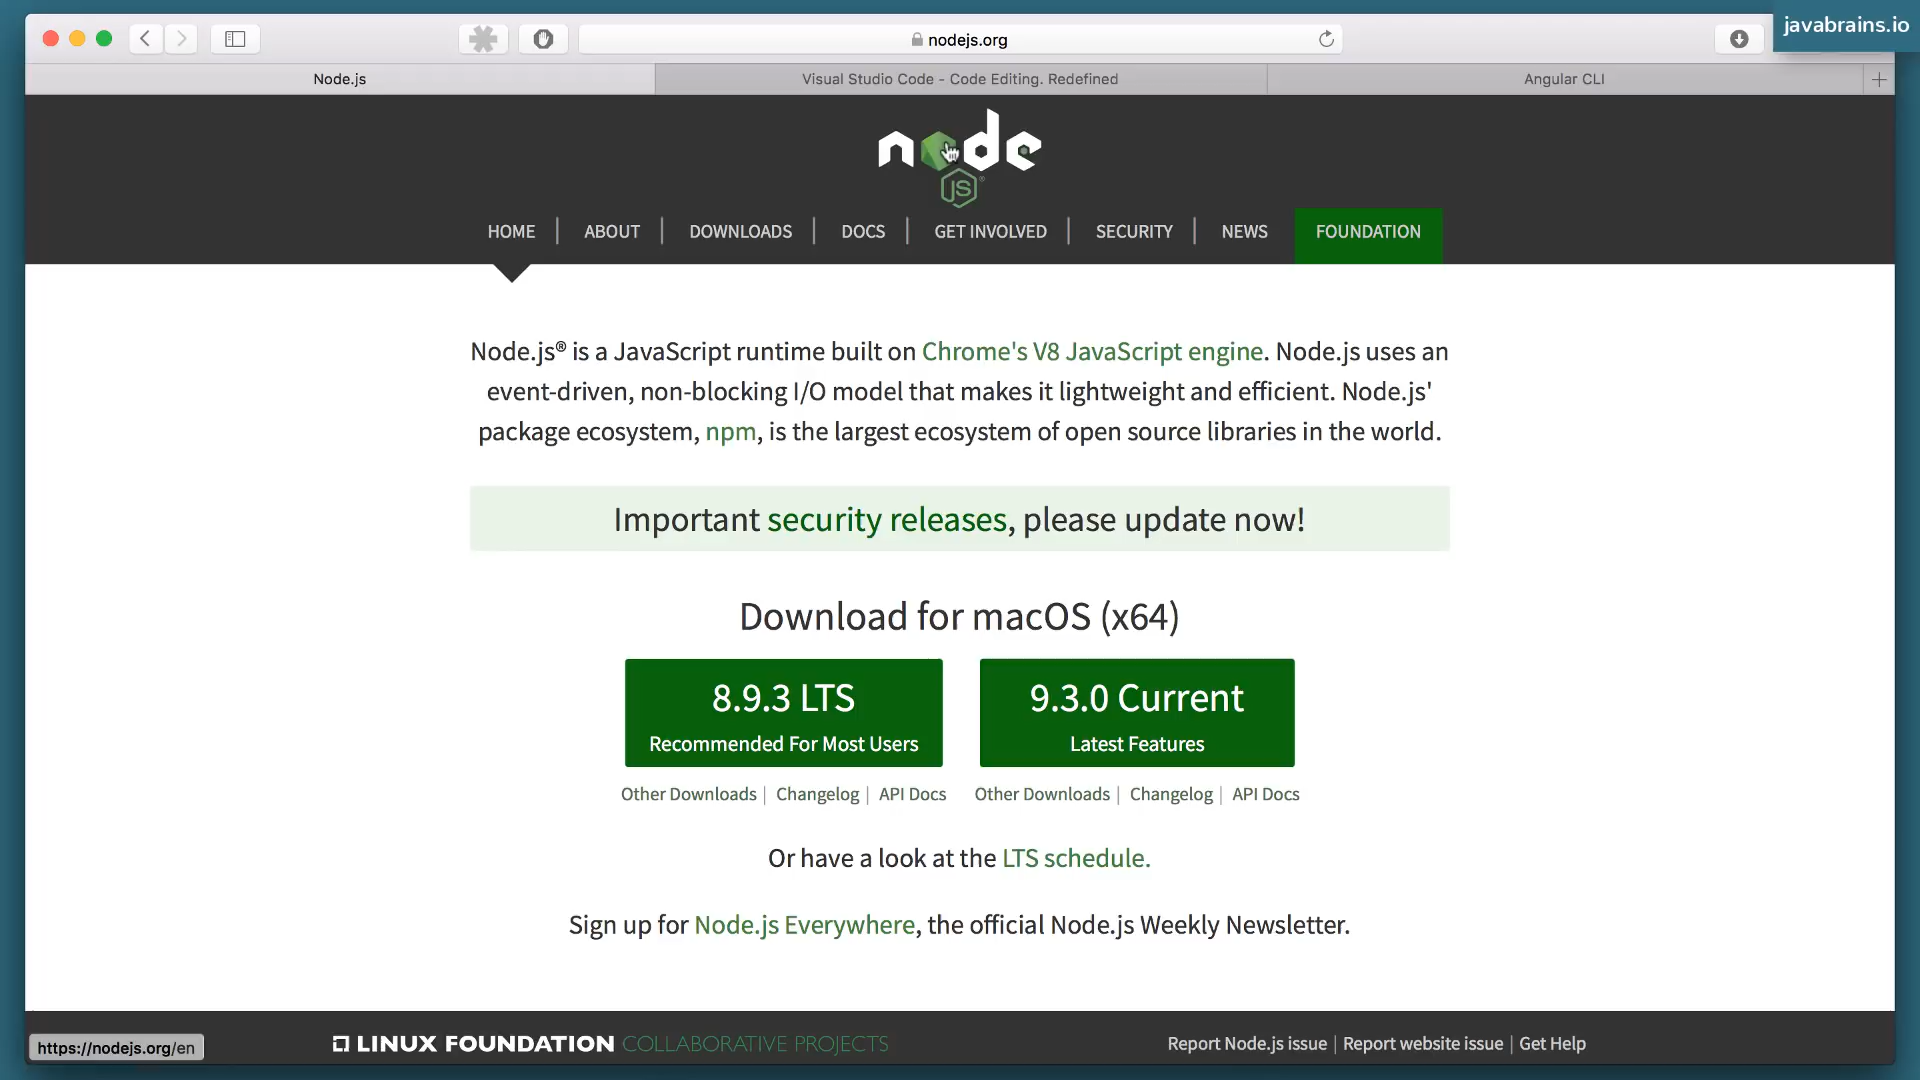 javabrains.io
nodejs.org
Node.js
Visual Studio Code - Code Editing. Redefined
Angular CLI
node
JS
HOME | ABOUT | DOWNLOADS | DOCS | GET INVOLVED | SECURITY | NEWS FOUNDATION
Node.js® is a JavaScript runtime built on Chrome's V8 JavaScript engine. Node.js uses an
event-driven, non-blocking I/O model that makes it lightweight and efficient. Node.js'
package ecosystem, npm, is the largest ecosystem of open source libraries in the world.
Important security releases, please update now!
Download for macOS (x64)
8.9.3 LTS
Recommended For Most Users
9.3.0 Current
Latest Features
Other Downloads | Changelog | API Docs
Other Downloads | Changelog | API Docs
Or have a look at the LTS schedule.
Sign up for Node.js Everywhere, the official Node.js Weekly Newsletter.
https://nodejs.org/en
LINUX FOUNDATION COLLABORATIVE PROJECTS
Report Node.js issue | Report website issue | Get Help